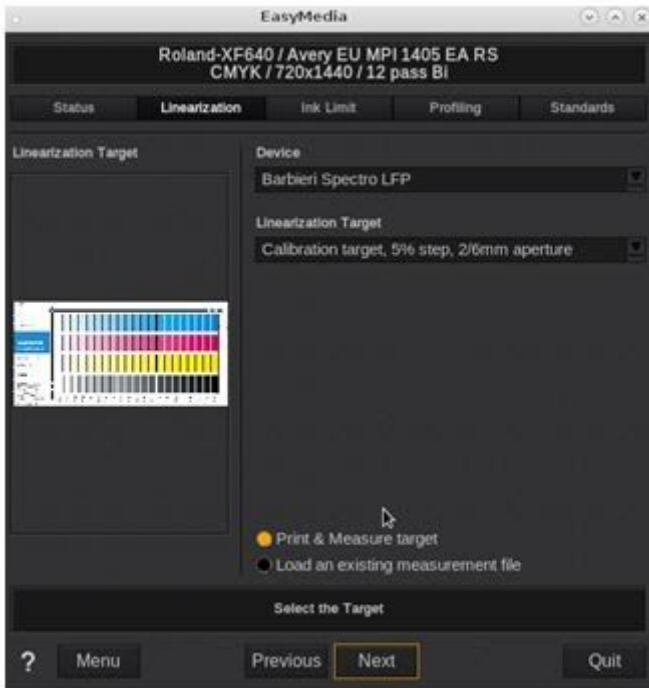 EasyMedia
Roland-XF640 / Avery EU MPI 1405 EA RS
CMYK / 720x1440 / 12 pass Bi
Status
Linearization
Ink Limit
Profiling
Standards
Linearization Target
Device
Barbieri Spectro LFP
Linearization Target
Calibration target, 5% step, 2/6mm aperture
Print & Measure target
Load an existing measurement file
Select the Target
? Menu Previous Next Quit